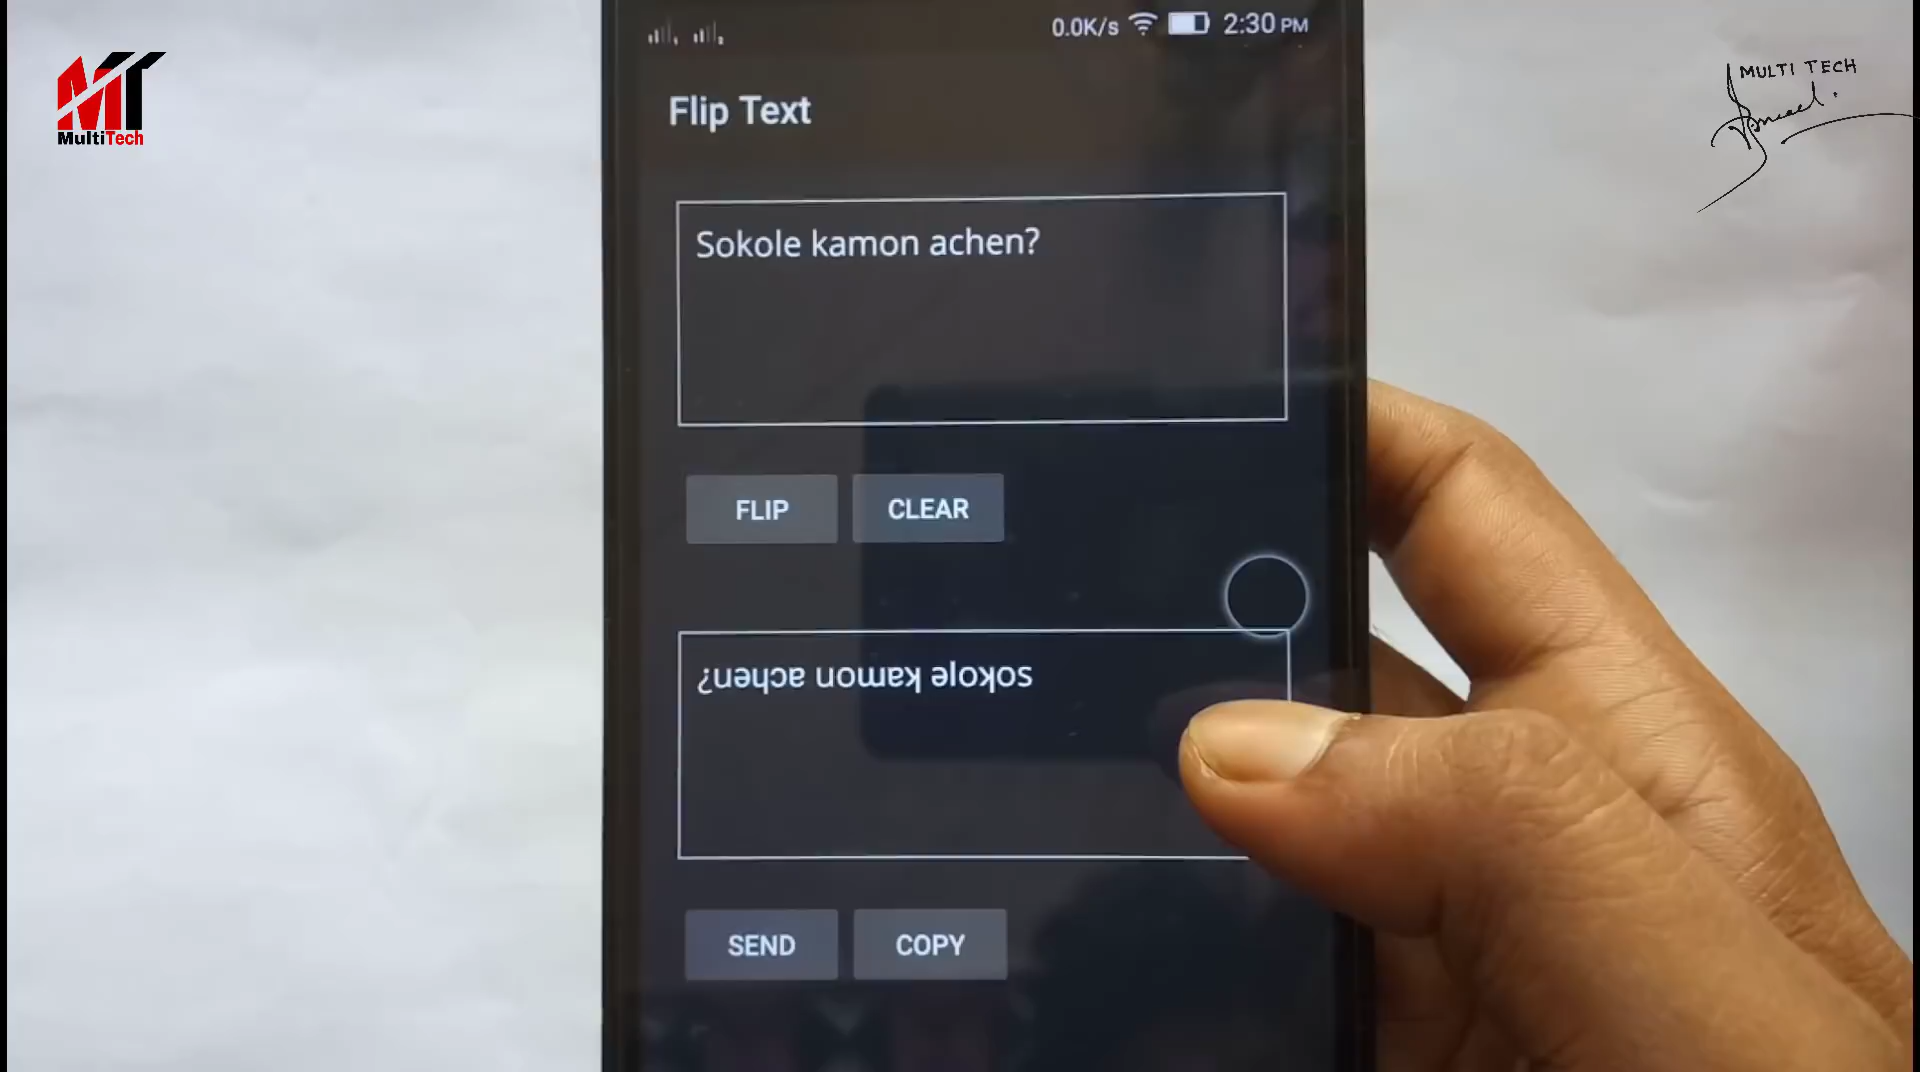 MultiTech
0.0K/s 2:30 PM
MULTI TECH
Flip Text
Sokole kamon achen?
FLIP CLEAR
¿uǝɥɔɐ uoɯɐʞ ǝloʞos
SEND COPY